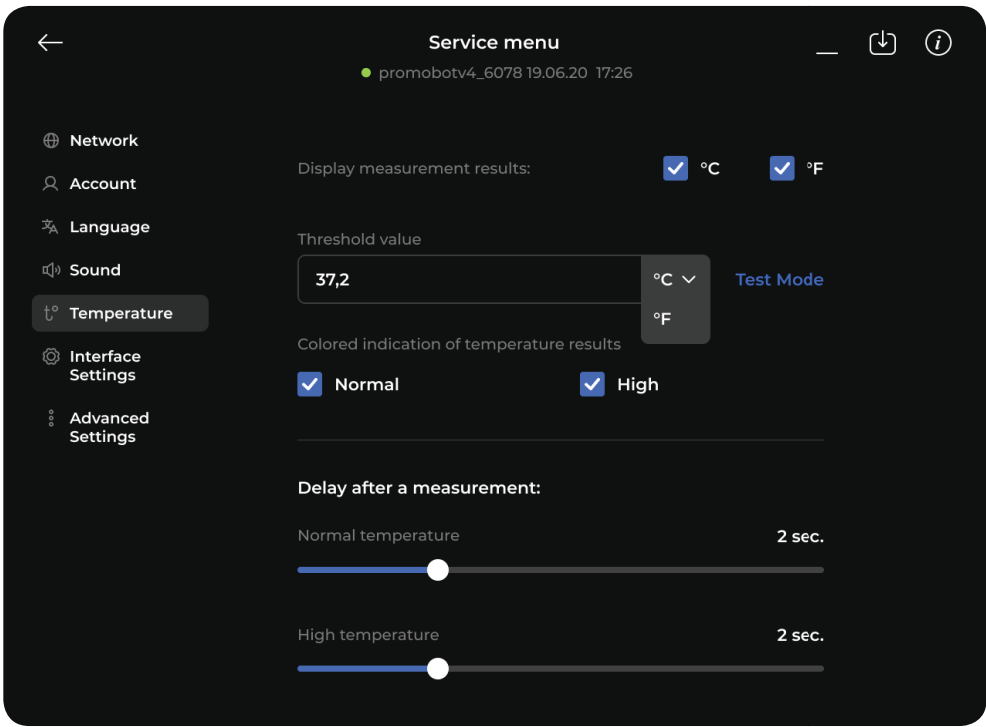 Service menu
promobotv4_6078 19.06.20 17:26
Network
Account
Language
Sound
t° Temperature
Interface
Settings
Advanced
Settings
Display measurement results: °C °F
Threshold value
37,2 °C Test Mode
°F
Colored indication of temperature results
Normal High
Delay after a measurement:
Normal temperature 2 sec.
High temperature 2 sec.